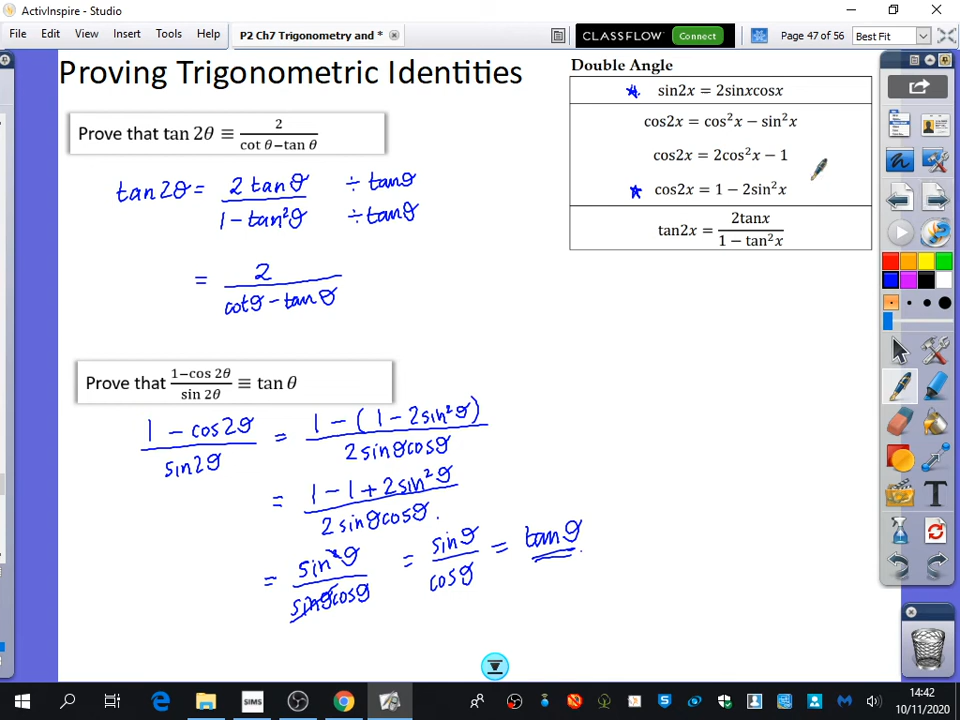 ActivInspire - Studio
File Edit View Insert Tools Help P2 Ch7 Trigonometry and * CLASSFLOW Connect Page 47 of 56 Best Fit
Proving Trigonometric Identities
Double Angle
sin2x = 2sinxcosx
cos2x = cos²x − sin²x
cos2x = 2cos²x − 1
cos2x = 1 − 2sin²x
tan2x = 2tanx / 1 − tan²x
Prove that tan 2θ ≡ 2 / cot θ−tan θ
tan2θ = 2 tanθ / 1 − tan²θ ÷ tanθ ÷ tanθ
= 2 / cotθ − tanθ
Prove that 1−cos 2θ / sin 2θ ≡ tan θ
1 − cos2θ / sin2θ = 1 − (1 − 2sin²θ) / 2sinθcosθ
= 1 − 1 + 2sin²θ / 2sinθcosθ.
= sin²θ / sinθcosθ = sinθ / cosθ = tanθ.
SIMS
14:42
10/11/2020